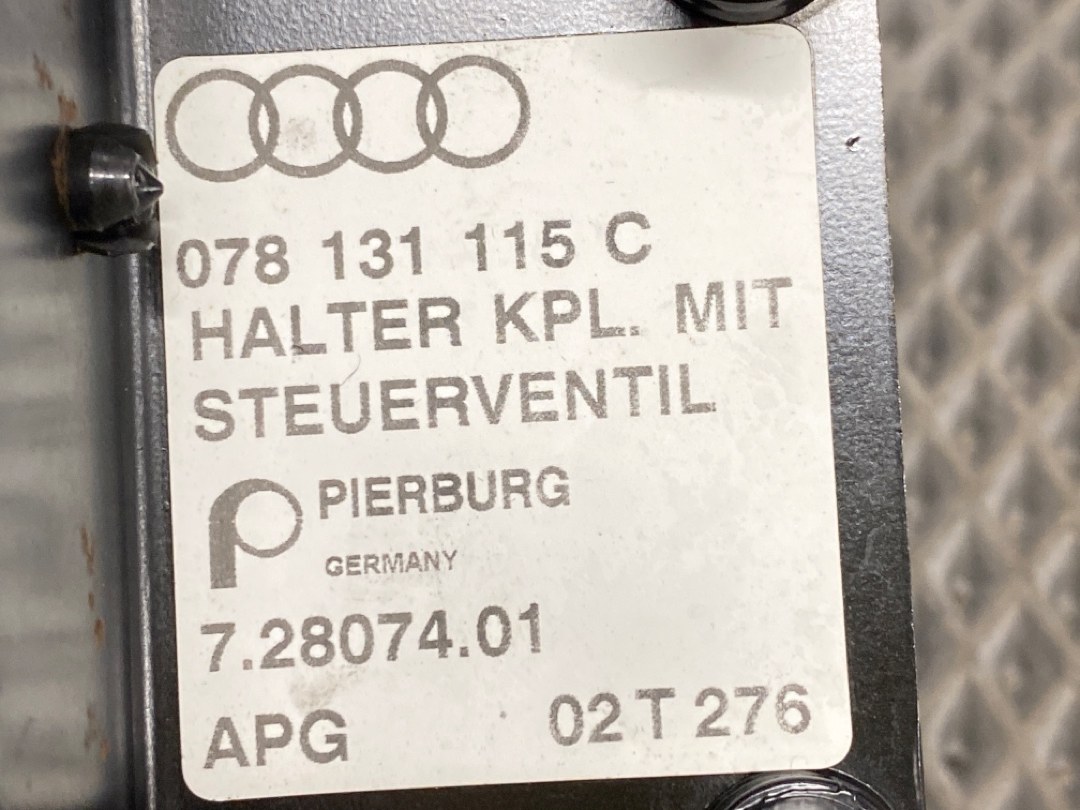 078 131 115 C
HALTER KPL. MIT
STEUERVENTIL
PIERBURG
GERMANY
7.28074.01
APG 02 T 276